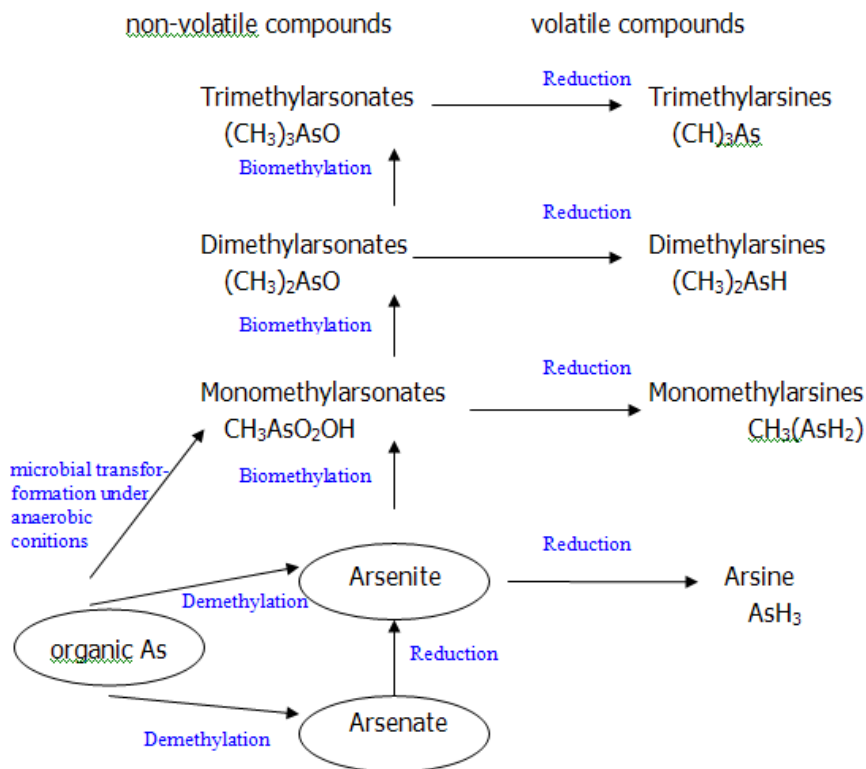 non-volatile compounds volatile compounds
Reduction
Trimethylarsonates Trimethylarsines
(CH₃)₃AsO (CH)₃As
Biomethylation
Reduction
Dimethylarsonates Dimethylarsines
(CH₃)₂AsO (CH₃)₂AsH
Biomethylation
Reduction
Monomethylarsonates Monomethylarsines
CH₃AsO₂OH CH₃(AsH₂)
microbial transfor-
formation under
anaerobic
conitions
Biomethylation
Reduction
Arsenite Arsine
AsH₃
Demethylation
organic As
Reduction
Arsenate
Demethylation